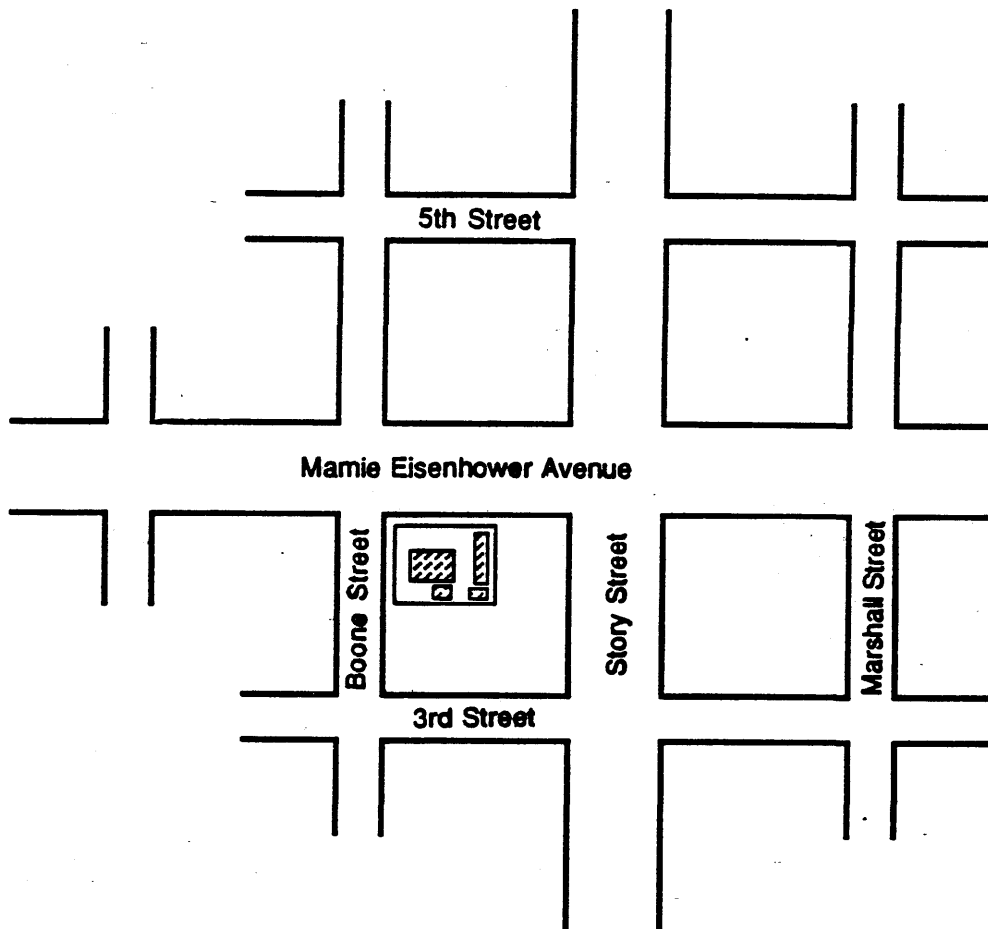 5th Street
Mamie Eisenhower Avenue
Boone Street
Story Street
Marshall Street
3rd Street